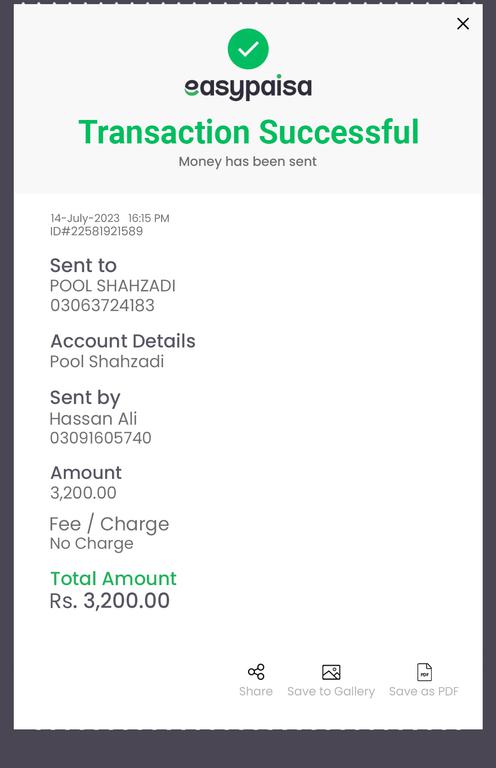 easypaisa
Transaction Successful
Money has been sent
14-July-2023 16:15 PM
ID#22581921589
Sent to
POOL SHAHZADI
03063724183
Account Details
Pool Shahzadi
Sent by
Hassan Ali
03091605740
Amount
3,200.00
Fee / Charge
No Charge
Total Amount
Rs. 3,200.00
PDF
Share Save to Gallery Save as PDF